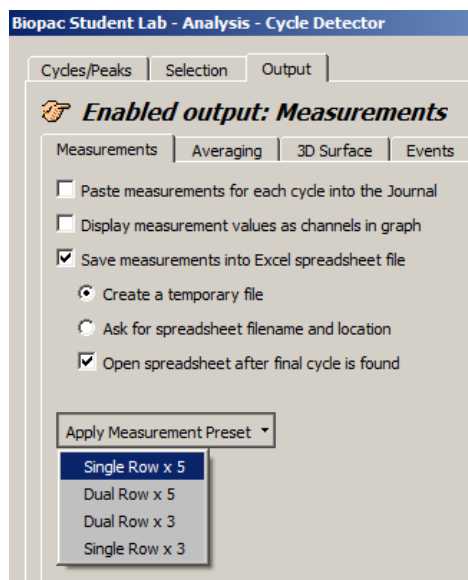 Biopac Student Lab - Analysis - Cycle Detector
Cycles/Peaks Selection Output
Enabled output: Measurements
Measurements Averaging 3D Surface Events
Paste measurements for each cycle into the Journal
Display measurement values as channels in graph
Save measurements into Excel spreadsheet file
Create a temporary file
Ask for spreadsheet filename and location
Open spreadsheet after final cycle is found
Apply Measurement Preset
Single Row x 5
Dual Row x 5
Dual Row x 3
Single Row x 3